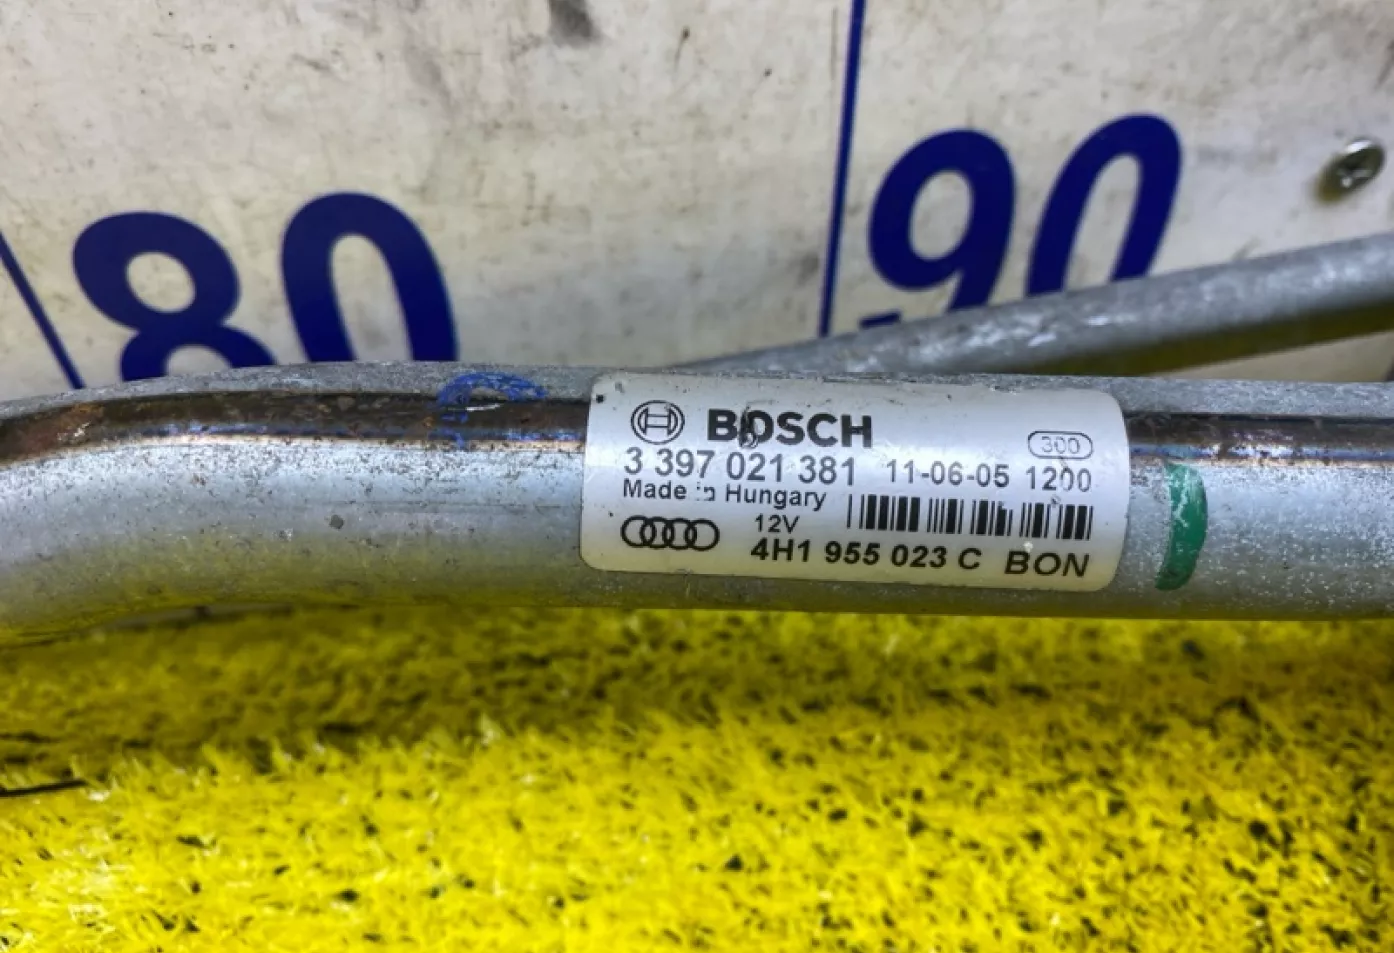 80
90
BOSCH
300
3 397 021 381 11-06-05 1200
Made in Hungary
12V
4H1 955 023 C BON